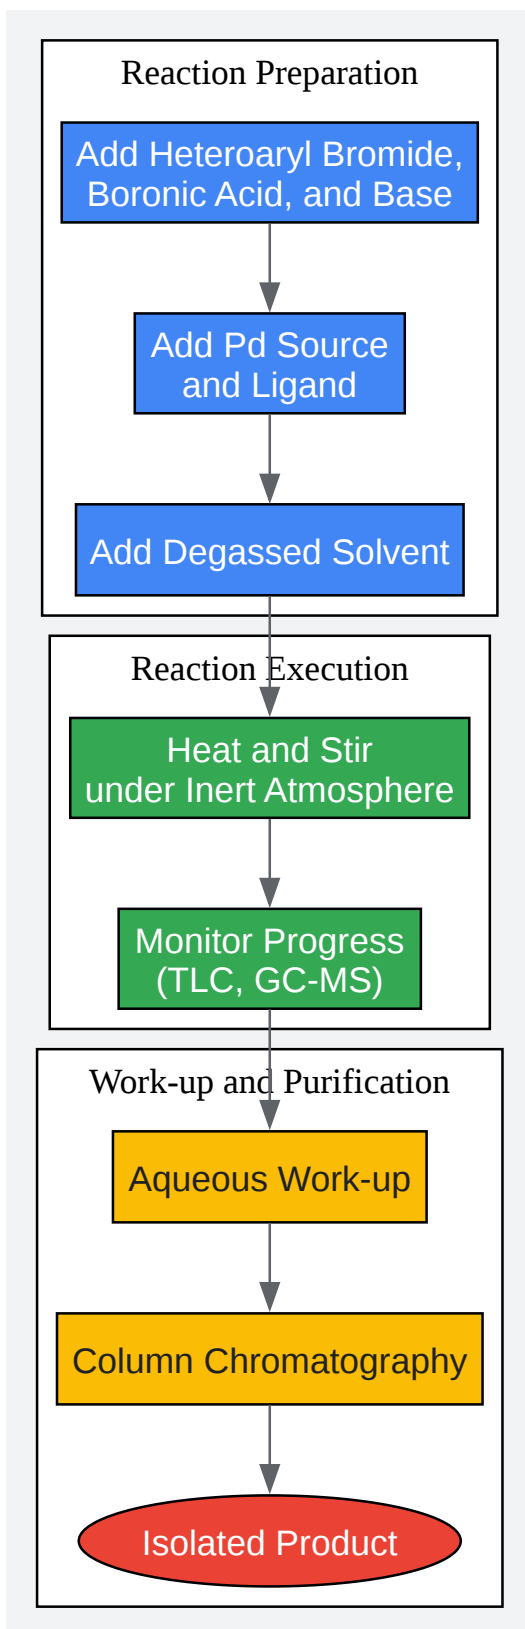 Reaction Preparation
Add Heteroaryl Bromide,
Boronic Acid, and Base
Add Pd Source
and Ligand
Add Degassed Solvent
Reaction Execution
Heat and Stir
under Inert Atmosphere
Monitor Progress
(TLC, GC-MS)
Work-up and Purification
Aqueous Work-up
Column Chromatography
Isolated Product